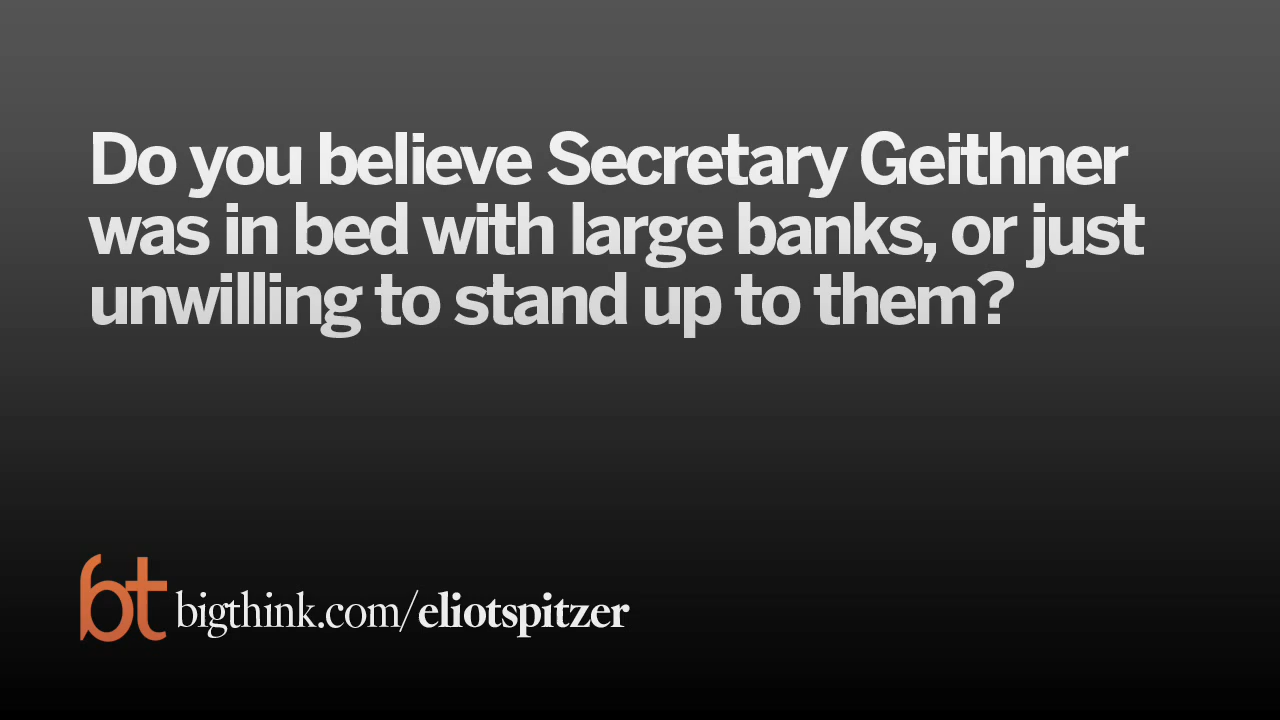 Do you believe Secretary Geithner
was in bed with large banks, or just
unwilling to stand up to them?
bt bigthink.com/eliotspitzer